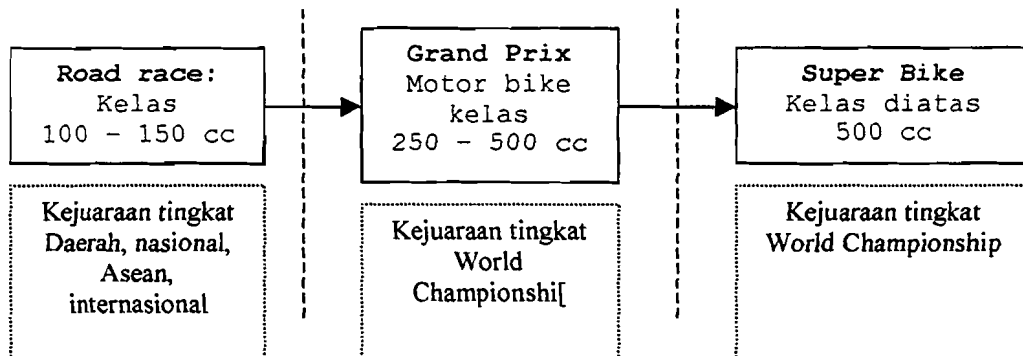 Road race:
Kelas
100 – 150 cc
Grand Prix
Motor bike
kelas
250 – 500 cc
Super Bike
Kelas diatas
500 cc
Kejuaraan tingkat
Daerah, nasional,
Asean,
internasional
Kejuaraan tingkat
World
Championshi[
Kejuaraan tingkat
World Championship